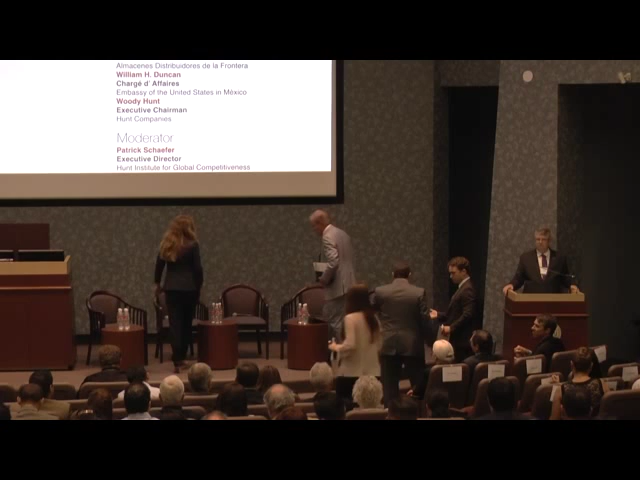 Almacenes Distribuidores de la Frontera
William H. Duncan
Chargé d' Affaires
Embassy of the United States in México
Woody Hunt
Executive Chairman
Hunt Companies
Moderator
Patrick Schaefer
Executive Director
Hunt Institute for Global Competitiveness